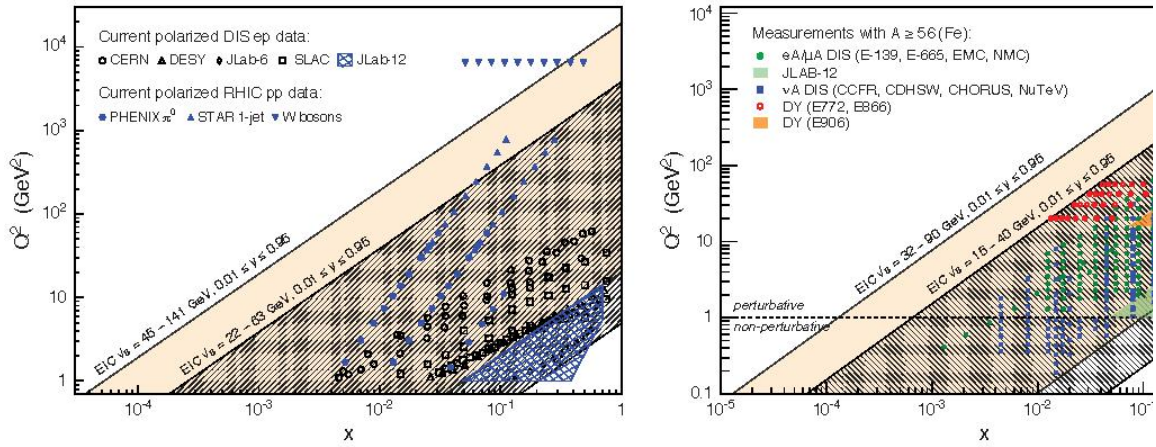 Current polarized DIS ep data:
CERN DESY JLab-6 SLAC JLab-12
Current polarized RHIC pp data:
PHENIX π⁰ STAR 1-jet W bosons
EIC √s = 45 – 141 GeV, 0.01 ≤ y ≤ 0.95
EIC √s = 22 – 63 GeV, 0.01 ≤ y ≤ 0.95
Q² (GeV²)
10⁴
10³
10²
10
1
10⁻⁴ 10⁻³ 10⁻² 10⁻¹ 1
x
Measurements with A ≥ 56 (Fe):
eA/μA DIS (E-139, E-665, EMC, NMC)
JLAB-12
νA DIS (CCFR, CDHSW, CHORUS, NuTeV)
DY (E772, E866)
DY (E906)
EIC √s = 32 – 90 GeV, 0.01 ≤ y ≤ 0.95
EIC √s = 15 – 40 GeV, 0.01 ≤ y ≤ 0.95
perturbative
non-perturbative
Q² (GeV²)
10⁴
10³
10²
10
1
0.1
10⁻⁵ 10⁻⁴ 10⁻³ 10⁻² 10⁻¹
x